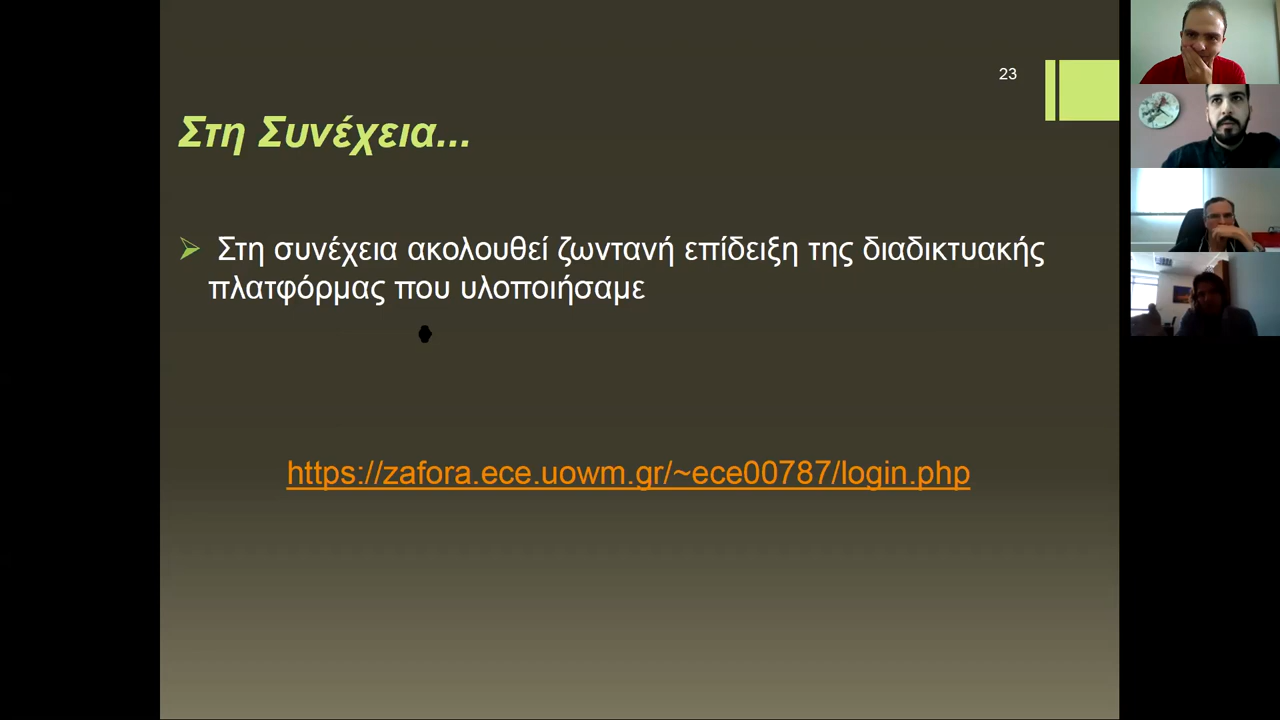 23
Στη Συνέχεια...
Στη συνέχεια ακολουθεί ζωντανή επίδειξη της διαδικτυακής
πλατφόρμας που υλοποιήσαμε
https://zafora.ece.uowm.gr/~ece00787/login.php